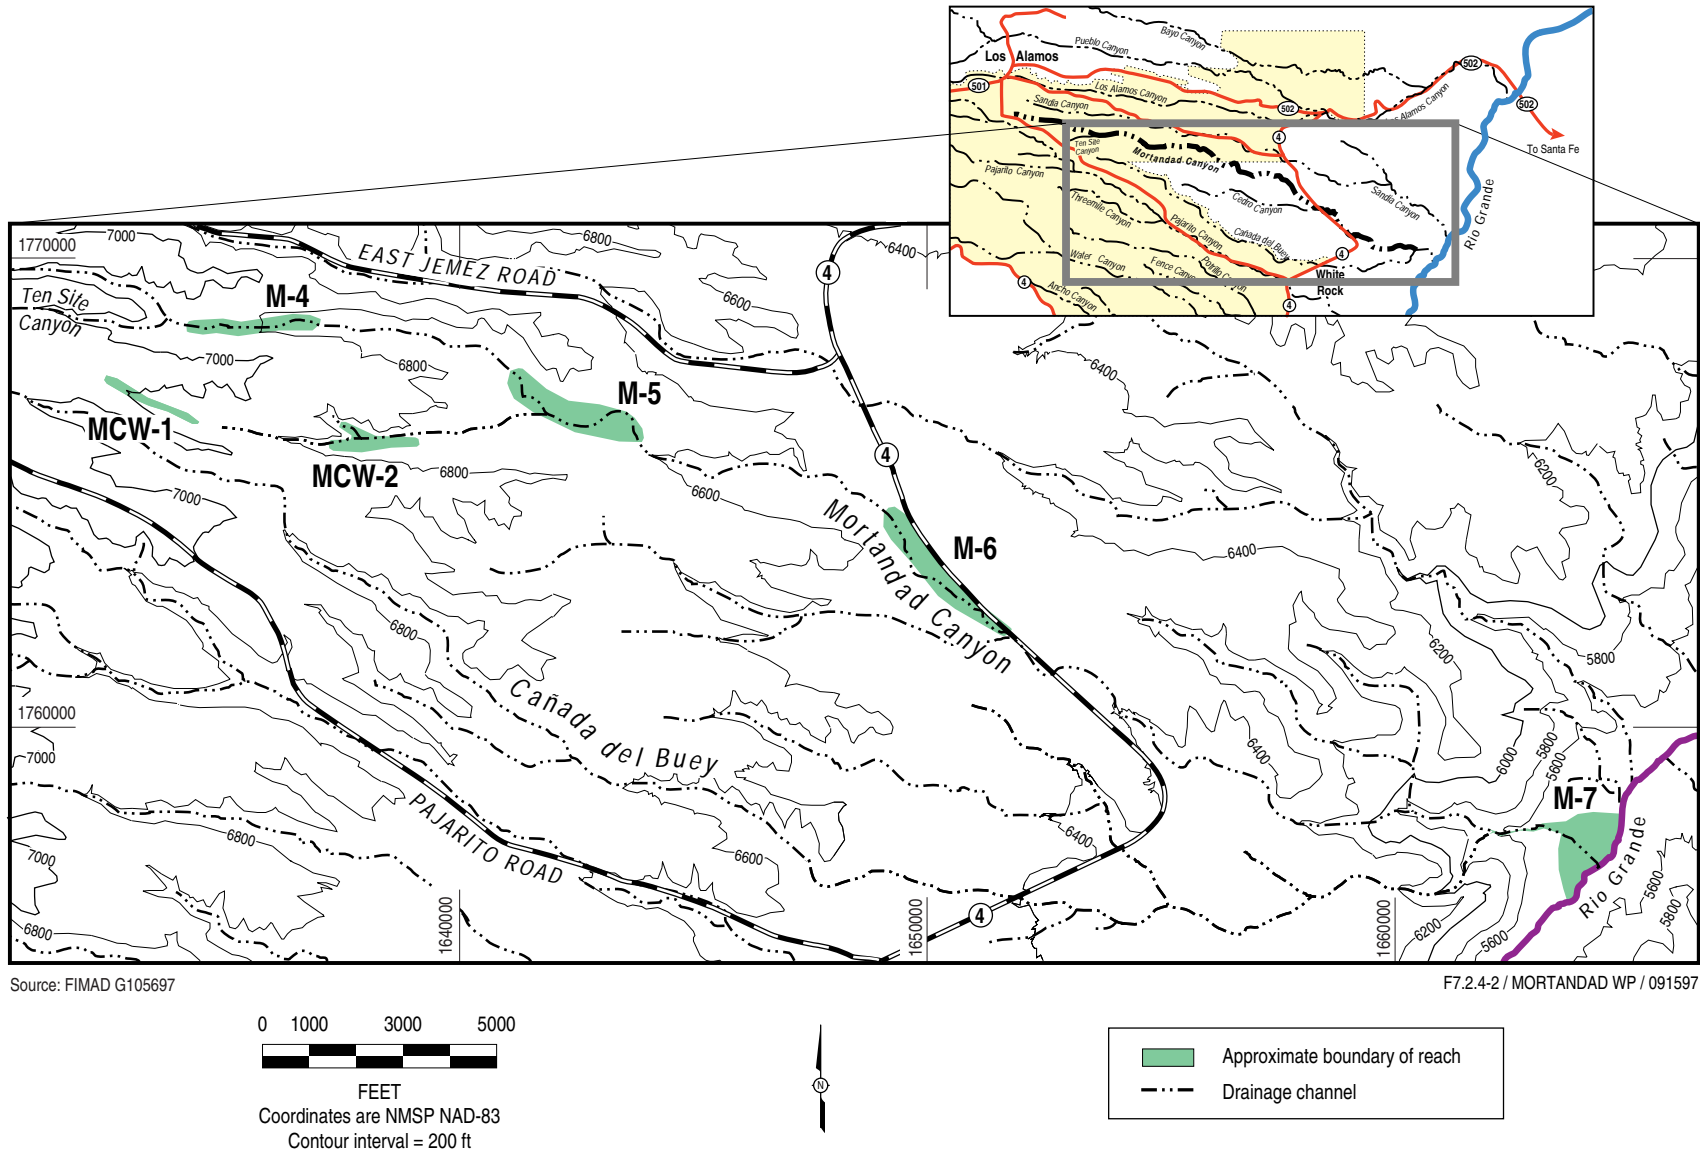 Bayo Canyon
Pueblo Canyon
Los Alamos
502
501
Los Alamos Canyon
502
Los Alamos Canyon
502
Sandia Canyon
4
To Santa Fe
Ten Site
Canyon
Mortandad Canyon
Pajarito Canyon
Sandia Canyon
Threemile Canyon
Cedro Canyon
Rio Grande
Pajarito Canyon
Cañada del Buey
4
Water Canyon
Fence Canyon
Potrillo Canyon
White
Rock
4
Ancho Canyon
4
1770000
7000
EAST JEMEZ ROAD
6800
6400
4
Ten Site
Canyon
M-4
6600
7000
6800
6400
M-5
MCW-1
MCW-2
6800
4
6200
7000
6600
Mortandad Canyon
M-6
6400
6800
6200
5800
Cañada del Buey
1760000
7000
6400
6000
5800
5600
M-7
PAJARITO ROAD
6800
6400
7000
6600
Rio Grande
5600
5800
6800
4
6200
5600
1640000
1650000
1660000
Source: FIMAD G105697
F7.2.4-2 / MORTANDAD WP / 091597
0 1000 3000 5000
FEET
Coordinates are NMSP NAD-83
Contour interval = 200 ft
N
Approximate boundary of reach
Drainage channel